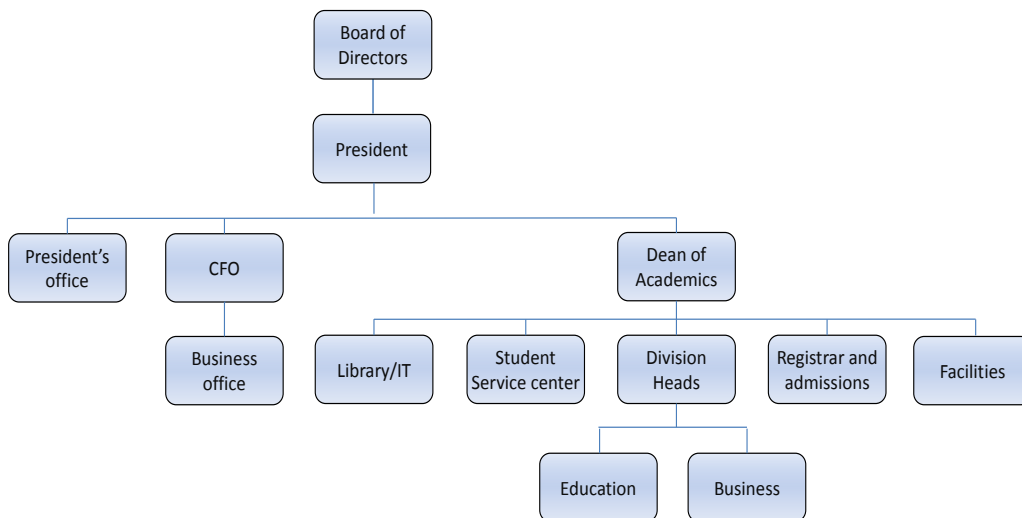 Board of
Directors
President
President’s
office
CFO
Dean of
Academics
Business
office
Library/IT
Student
Service center
Division
Heads
Registrar and
admissions
Facilities
Education
Business